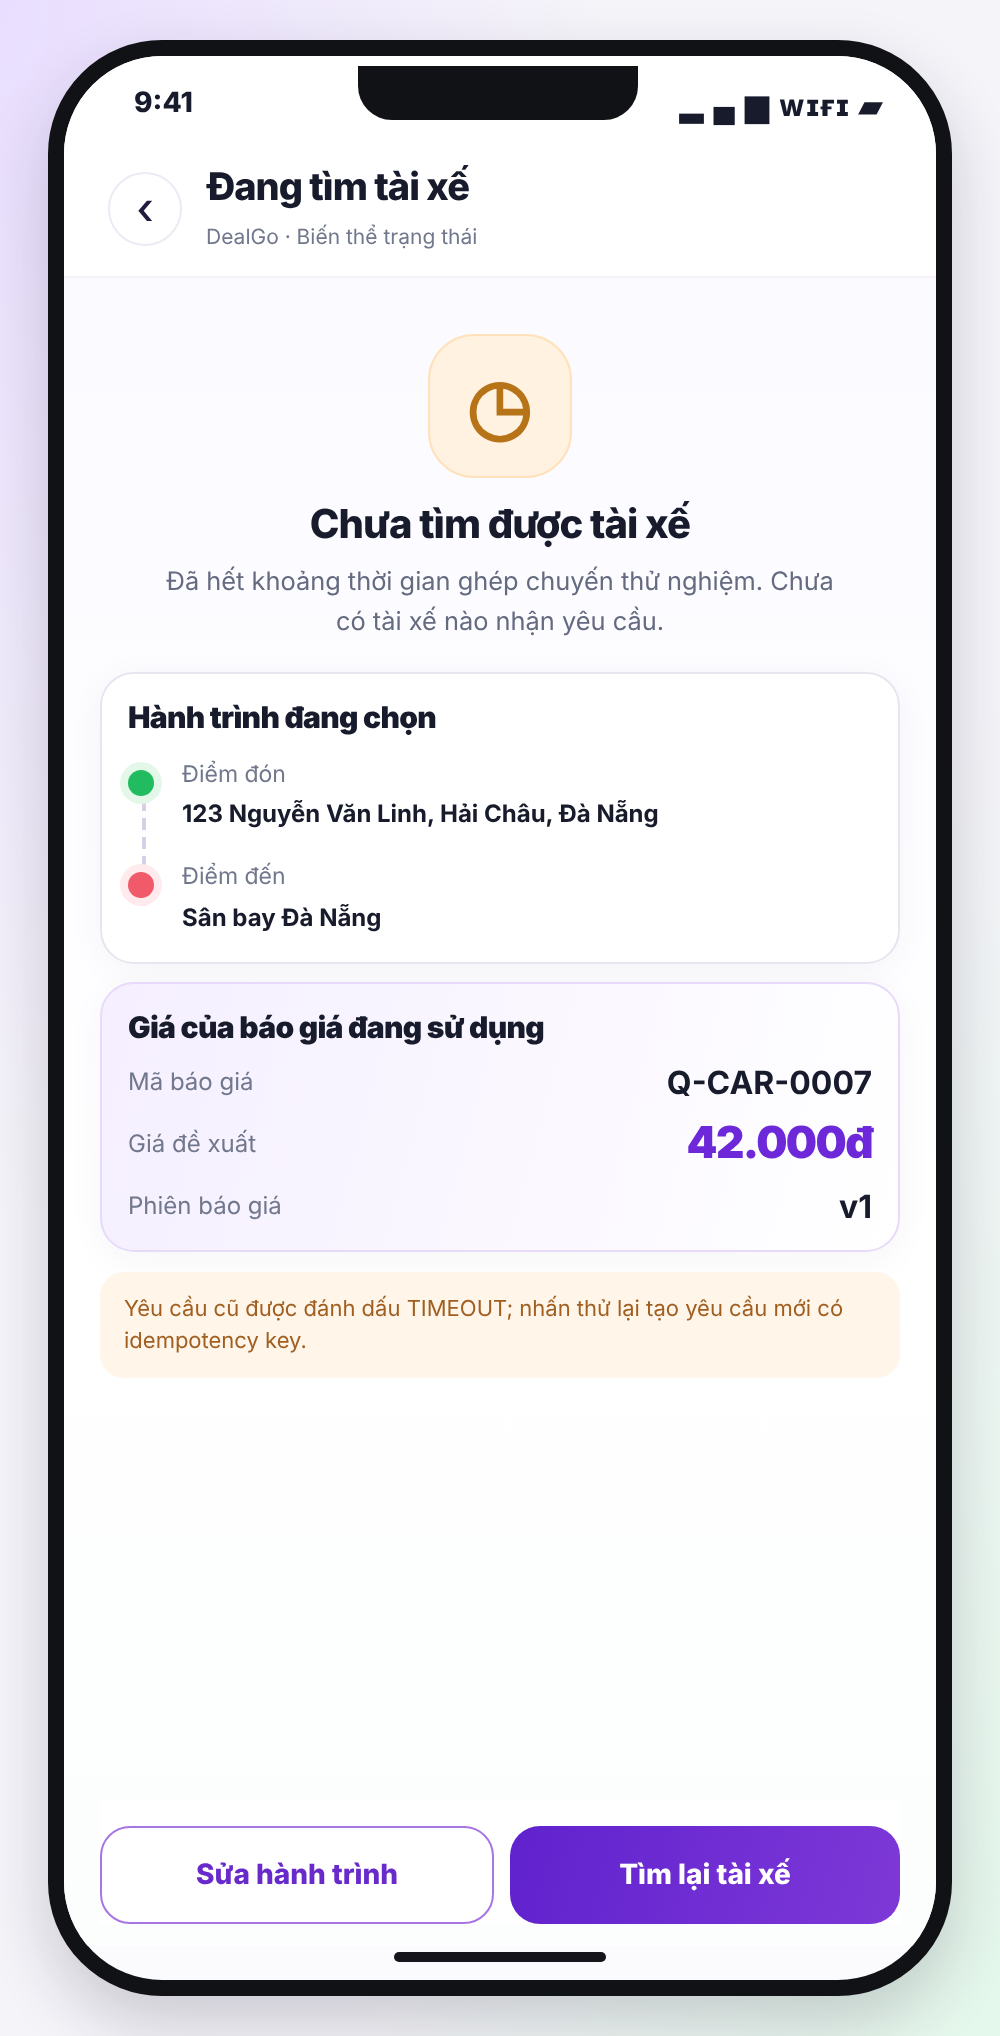 9:41
WIFI
Đang tìm tài xế
DealGo · Biến thể trạng thái
Chưa tìm được tài xế
Đã hết khoảng thời gian ghép chuyến thử nghiệm. Chưa
có tài xế nào nhận yêu cầu.
Hành trình đang chọn
Điểm đón
123 Nguyễn Văn Linh, Hải Châu, Đà Nẵng
Điểm đến
Sân bay Đà Nẵng
Giá của báo giá đang sử dụng
Mã báo giá Q-CAR-0007
Giá đề xuất 42.000đ
Phiên báo giá v1
Yêu cầu cũ được đánh dấu TIMEOUT; nhấn thử lại tạo yêu cầu mới có
idempotency key.
Sửa hành trình
Tìm lại tài xế